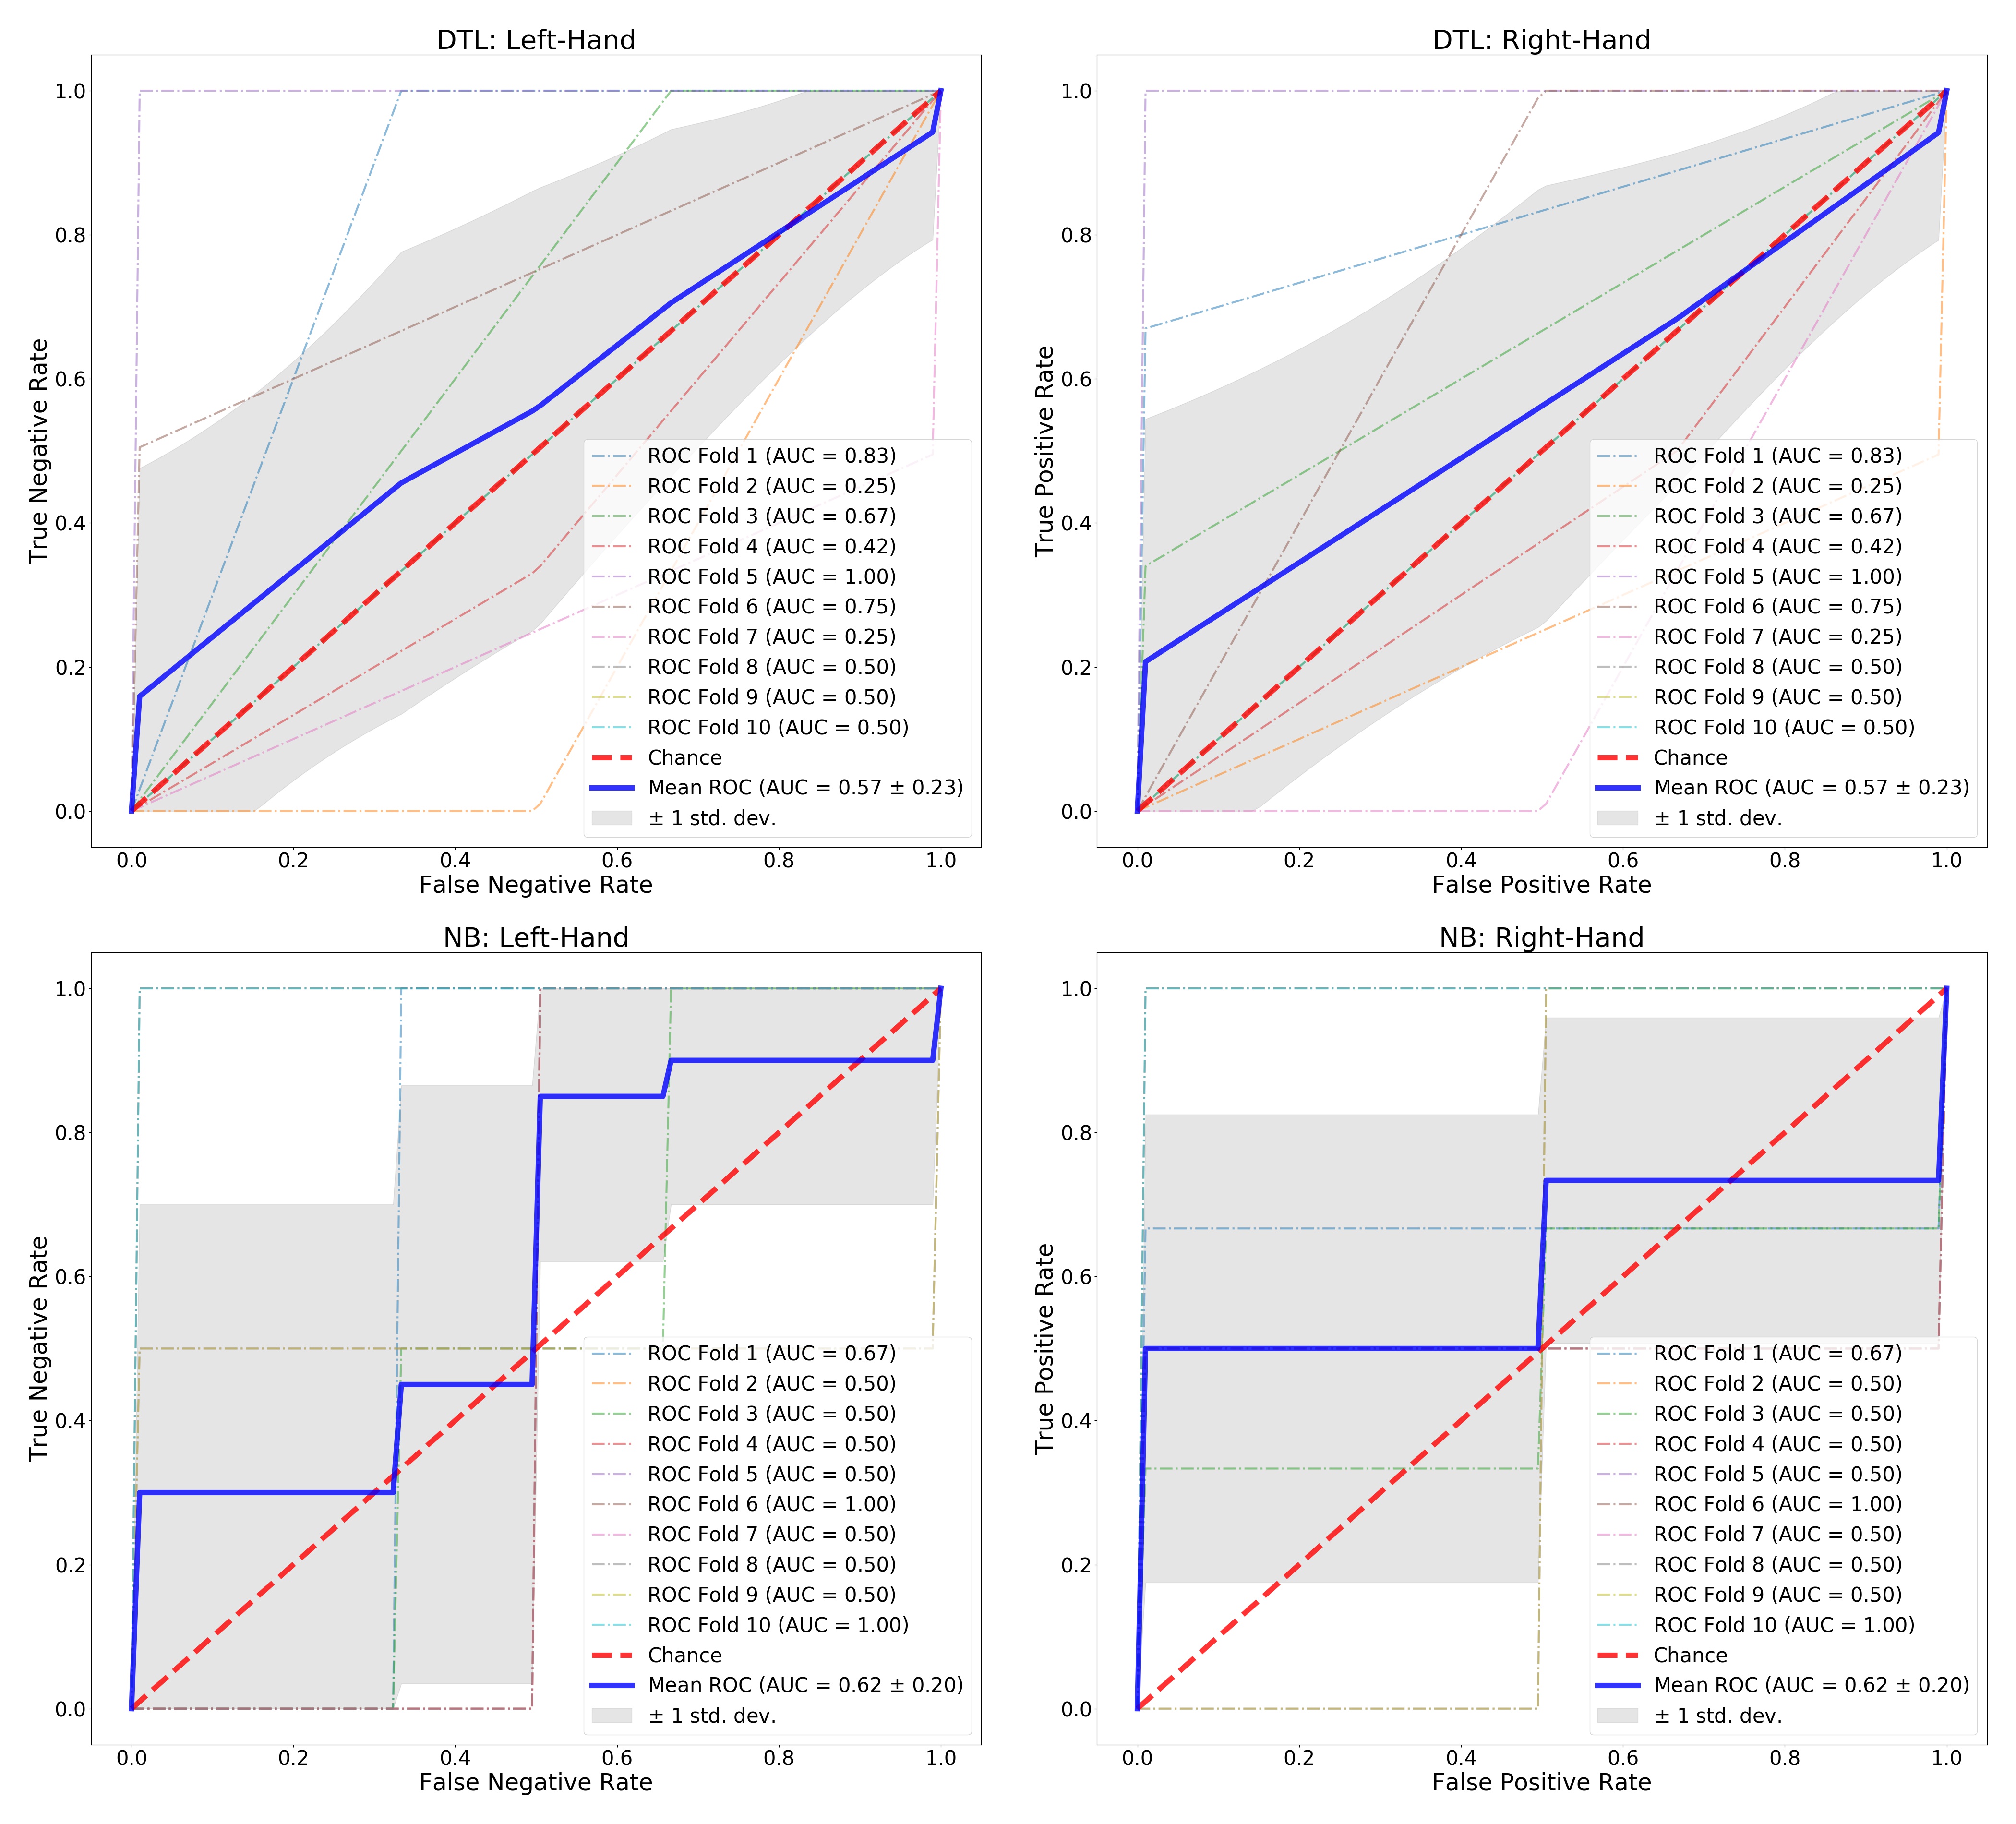 DTL: Left-Hand
True Negative Rate
1.0
0.8
0.6
0.4
0.2
0.0
ROC Fold 1 (AUC = 0.83)
ROC Fold 2 (AUC = 0.25)
ROC Fold 3 (AUC = 0.67)
ROC Fold 4 (AUC = 0.42)
ROC Fold 5 (AUC = 1.00)
ROC Fold 6 (AUC = 0.75)
ROC Fold 7 (AUC = 0.25)
ROC Fold 8 (AUC = 0.50)
ROC Fold 9 (AUC = 0.50)
ROC Fold 10 (AUC = 0.50)
Chance
Mean ROC (AUC = 0.57 ± 0.23)
± 1 std. dev.
0.0 0.2 0.4 0.6 0.8 1.0
False Negative Rate
DTL: Right-Hand
True Positive Rate
1.0
0.8
0.6
0.4
0.2
0.0
ROC Fold 1 (AUC = 0.83)
ROC Fold 2 (AUC = 0.25)
ROC Fold 3 (AUC = 0.67)
ROC Fold 4 (AUC = 0.42)
ROC Fold 5 (AUC = 1.00)
ROC Fold 6 (AUC = 0.75)
ROC Fold 7 (AUC = 0.25)
ROC Fold 8 (AUC = 0.50)
ROC Fold 9 (AUC = 0.50)
ROC Fold 10 (AUC = 0.50)
Chance
Mean ROC (AUC = 0.57 ± 0.23)
± 1 std. dev.
0.0 0.2 0.4 0.6 0.8 1.0
False Positive Rate
NB: Left-Hand
True Negative Rate
1.0
0.8
0.6
0.4
0.2
0.0
ROC Fold 1 (AUC = 0.67)
ROC Fold 2 (AUC = 0.50)
ROC Fold 3 (AUC = 0.50)
ROC Fold 4 (AUC = 0.50)
ROC Fold 5 (AUC = 0.50)
ROC Fold 6 (AUC = 1.00)
ROC Fold 7 (AUC = 0.50)
ROC Fold 8 (AUC = 0.50)
ROC Fold 9 (AUC = 0.50)
ROC Fold 10 (AUC = 1.00)
Chance
Mean ROC (AUC = 0.62 ± 0.20)
± 1 std. dev.
0.0 0.2 0.4 0.6 0.8 1.0
False Negative Rate
NB: Right-Hand
True Positive Rate
1.0
0.8
0.6
0.4
0.2
0.0
ROC Fold 1 (AUC = 0.67)
ROC Fold 2 (AUC = 0.50)
ROC Fold 3 (AUC = 0.50)
ROC Fold 4 (AUC = 0.50)
ROC Fold 5 (AUC = 0.50)
ROC Fold 6 (AUC = 1.00)
ROC Fold 7 (AUC = 0.50)
ROC Fold 8 (AUC = 0.50)
ROC Fold 9 (AUC = 0.50)
ROC Fold 10 (AUC = 1.00)
Chance
Mean ROC (AUC = 0.62 ± 0.20)
± 1 std. dev.
0.0 0.2 0.4 0.6 0.8 1.0
False Positive Rate